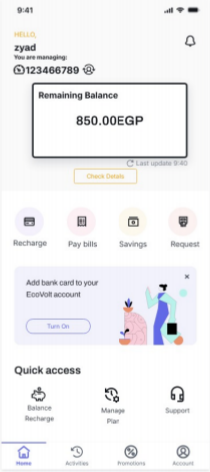 9:41
HELLO,
zyad
You are managing:
123466789
Remaining Balance
850.00EGP
Last update 9:40
Check Details
Recharge Pay bills Savings Request
Add bank card to your
EcoVolt account
Turn On
Quick access
Balance Recharge
Manage Plan
Support
Home Activities Promotions Account